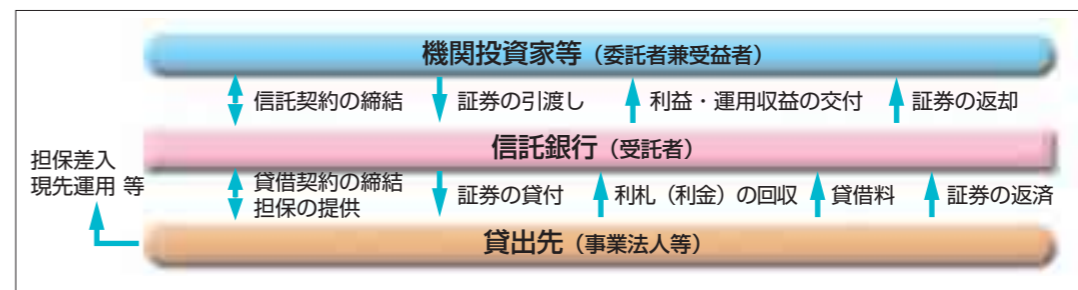 機関投資家等（委託者兼受益者）
信託契約の締結
証券の引渡し
利益・運用収益の交付
証券の返却
信託銀行（受託者）
担保差入
現先運用 等
貸借契約の締結
担保の提供
証券の貸付
利札（利金）の回収
貸借料
証券の返済
貸出先（事業法人等）